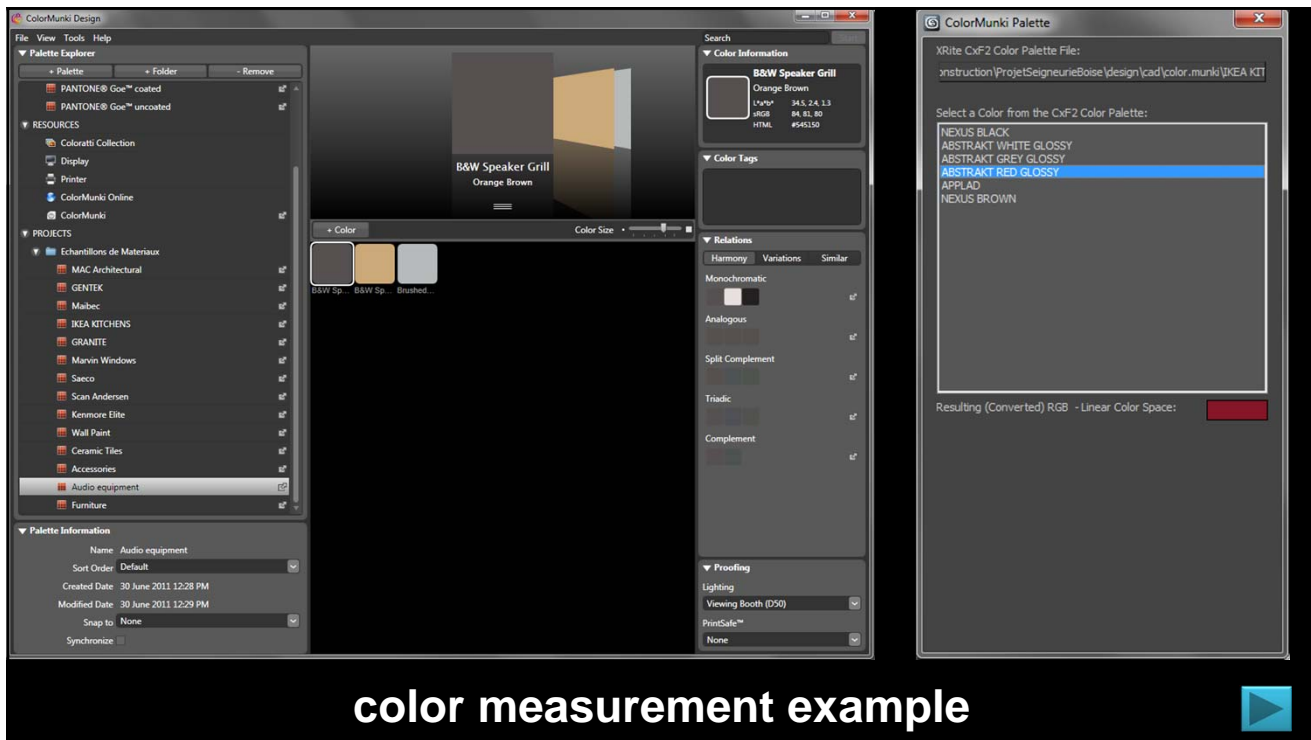 ColorMunki Design
File View Tools Help
Palette Explorer
+ Palette + Folder - Remove
PANTONE® Goe™ coated
PANTONE® Goe™ uncoated
RESOURCES
Coloratti Collection
Display
Printer
ColorMunki Online
ColorMunki
PROJECTS
Echantillons de Materiaux
MAC Architectural
GENTEK
Maibec
IKEA KITCHENS
GRANITE
Marvin Windows
Saeco
Scan Andersen
Kenmore Elite
Wall Paint
Ceramic Tiles
Accessories
Audio equipment
Furniture
Palette Information
Name Audio equipment
Sort Order Default
Created Date 30 June 2011 12:28 PM
Modified Date 30 June 2011 12:29 PM
Snap to None
Synchronize
B&W Speaker Grill
Orange Brown
+ Color Color Size
B&W Sp... B&W Sp... Brushed...
Search
Color Information
B&W Speaker Grill
Orange Brown
L*a*b* 34.5, 2.4, 1.3
sRGB 84, 81, 80
HTML #545150
Color Tags
Relations
Harmony Variations Similar
Monochromatic
Analogous
Split Complement
Triadic
Complement
Proofing
Lighting
Viewing Booth (D50)
PrintSafe™
None
ColorMunki Palette
XRite CxF2 Color Palette File:
onstruction\ProjetSeigneurieBoise\design\cad\color.munki\IKEA KIT
Select a Color from the CxF2 Color Palette:
NEXUS BLACK
ABSTRAKT WHITE GLOSSY
ABSTRAKT GREY GLOSSY
ABSTRAKT RED GLOSSY
APPLAD
NEXUS BROWN
Resulting (Converted) RGB - Linear Color Space:
color measurement example